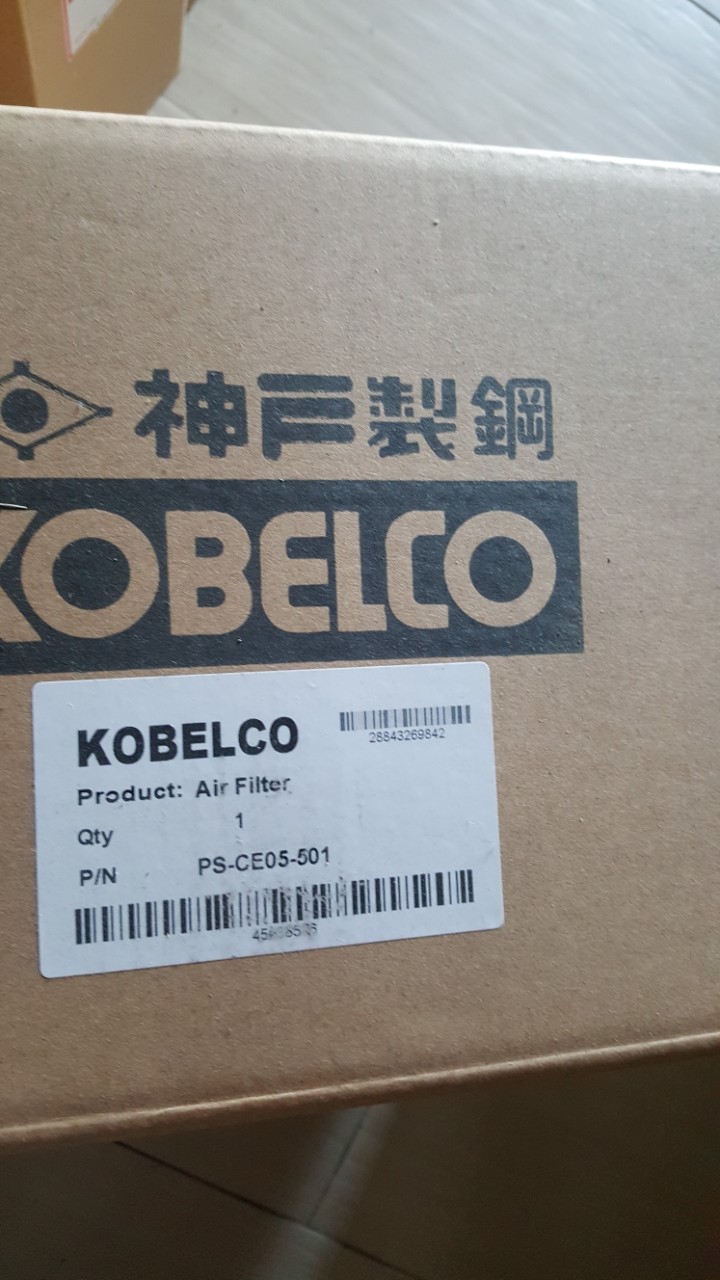 神戸製鋼
KOBELCO
KOBELCO
28843269842
Product: Air Filter
Qty 1
P/N PS-CE05-501